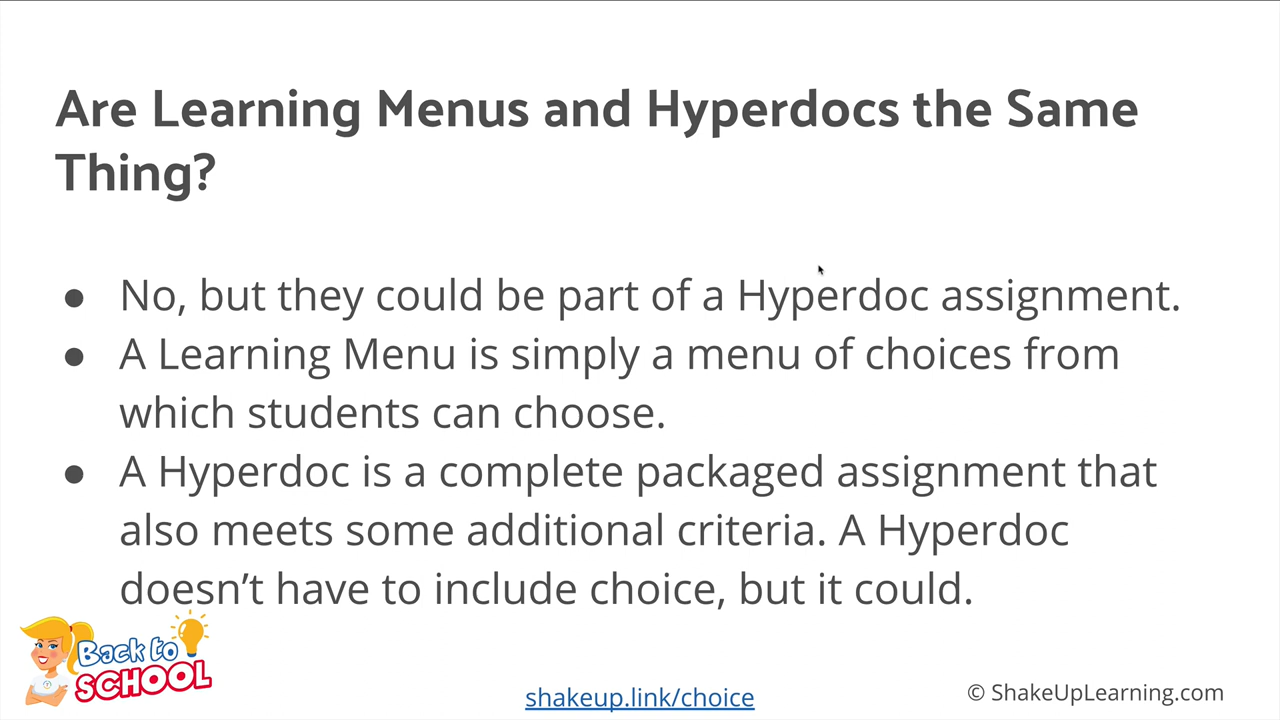 Are Learning Menus and Hyperdocs the Same
Thing?
● No, but they could be part of a Hyperdoc assignment.
● A Learning Menu is simply a menu of choices from
which students can choose.
● A Hyperdoc is a complete packaged assignment that
also meets some additional criteria. A Hyperdoc
doesn’t have to include choice, but it could.
Back to
SCHOOL
shakeup.link/choice
© ShakeUpLearning.com